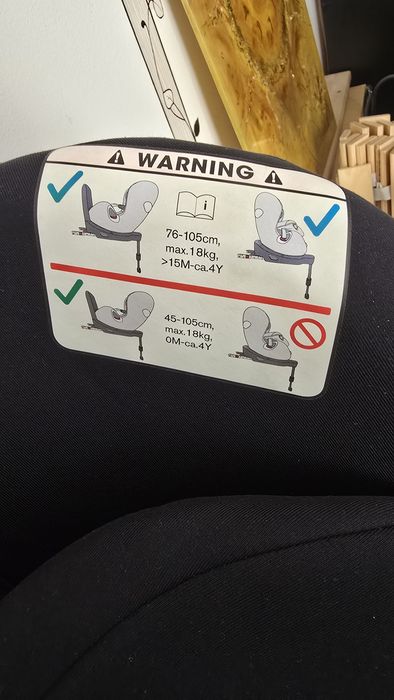 WARNING
i
76-105cm,
max.18kg,
>15M-ca.4Y
45-105cm,
max.18kg,
0M-ca.4Y